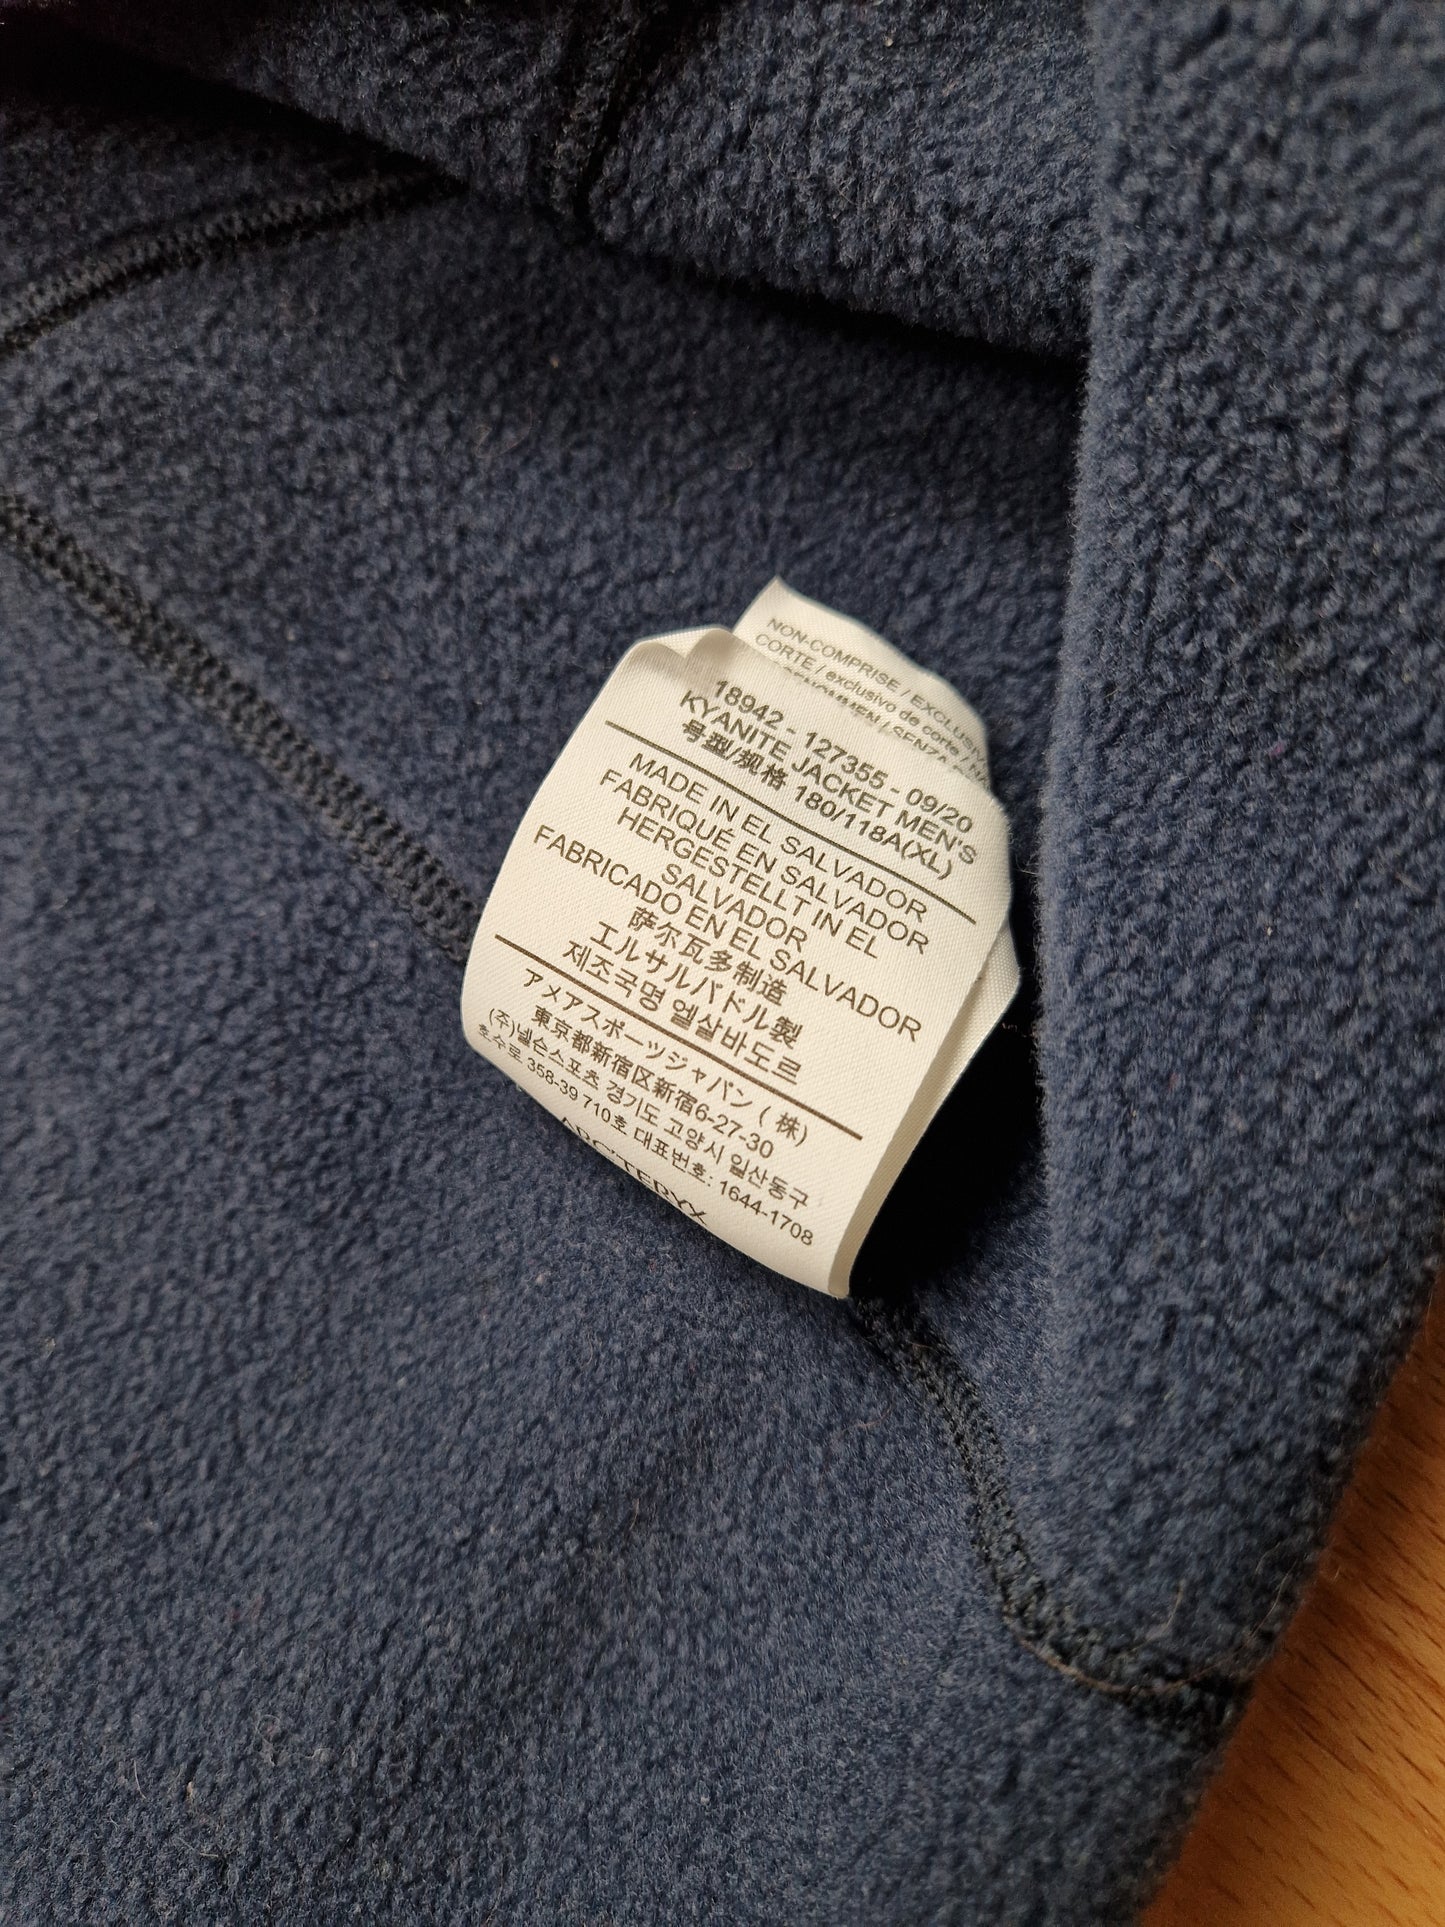 NON-COMPRISE / EXCLUSIV
CORTE / exclusivo de corte /
18942 - 127355 - 09/20
KYANITE JACKET MEN'S
号型/规格 180/118A(XL)
MADE IN EL SALVADOR
FABRIQUÉ EN SALVADOR
HERGESTELLT IN EL
SALVADOR
FABRICADO EN EL SALVADOR
萨尔瓦多制造
エルサルバドル製
제조국명 엘살바도르
アメアスポーツジャパン ( 株)
東京都新宿区新宿6-27-30
(주)넬슨스포츠 경기도 고양시 일산동구
호수로 358-39 710호 대표번호: 1644-1708
ARC'TERYX